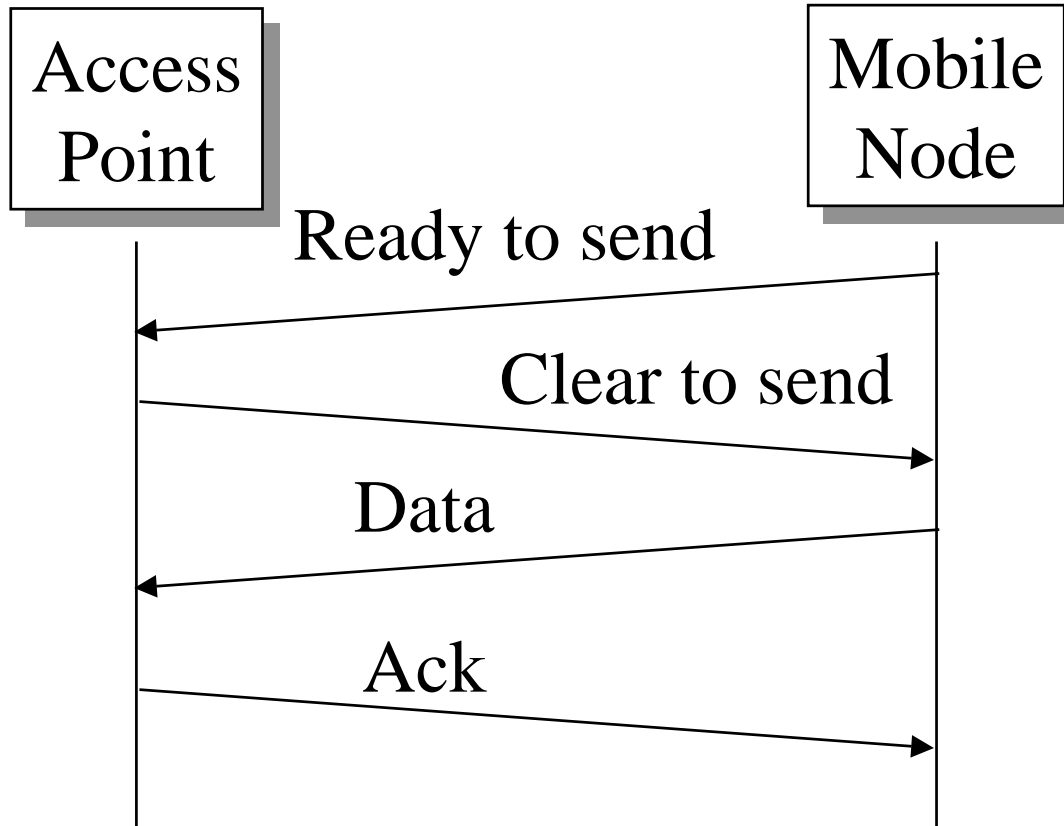 Access
Point
Mobile
Node
Ready to send
Clear to send
Data
Ack